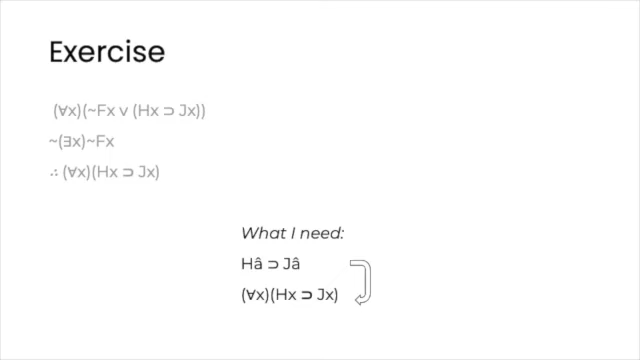 Exercise
(∀x)(~Fx v (Hx ⊃ Jx))
~(∃x)~Fx
∴ (∀x)(Hx ⊃ Jx)
What I need:
Hâ ⊃ Jâ
(∀x)(Hx ⊃ Jx)